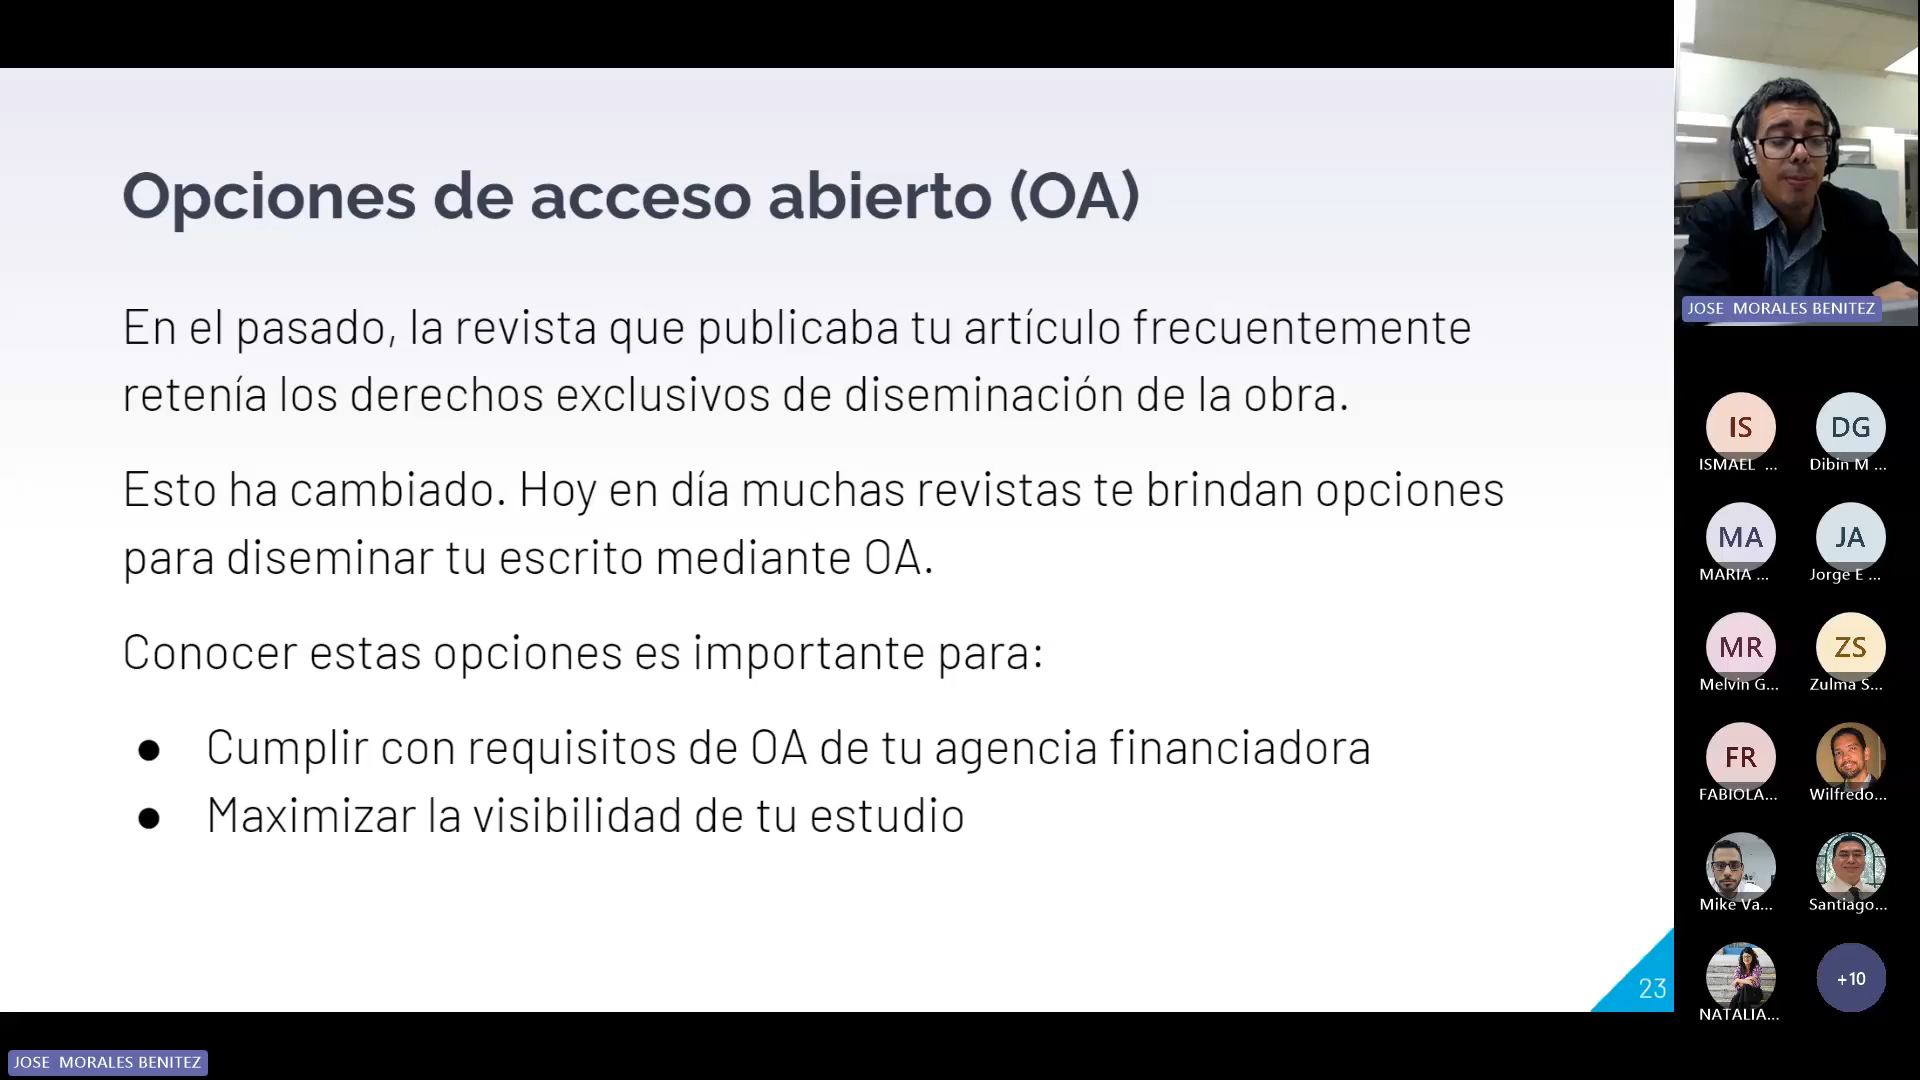 Opciones de acceso abierto (OA)
En el pasado, la revista que publicaba tu artículo frecuentemente
retenía los derechos exclusivos de diseminación de la obra.
Esto ha cambiado. Hoy en día muchas revistas te brindan opciones
para diseminar tu escrito mediante OA.
Conocer estas opciones es importante para:
● Cumplir con requisitos de OA de tu agencia financiadora
● Maximizar la visibilidad de tu estudio
23
JOSE MORALES BENITEZ
IS
ISMAEL ...
DG
Dibin M ...
MA
MARIA ...
JA
Jorge E ...
MR
Melvin G...
ZS
Zulma S...
FR
FABIOLA...
Wilfredo...
Mike Va...
Santiago...
NATALIA...
+10
JOSE MORALES BENITEZ